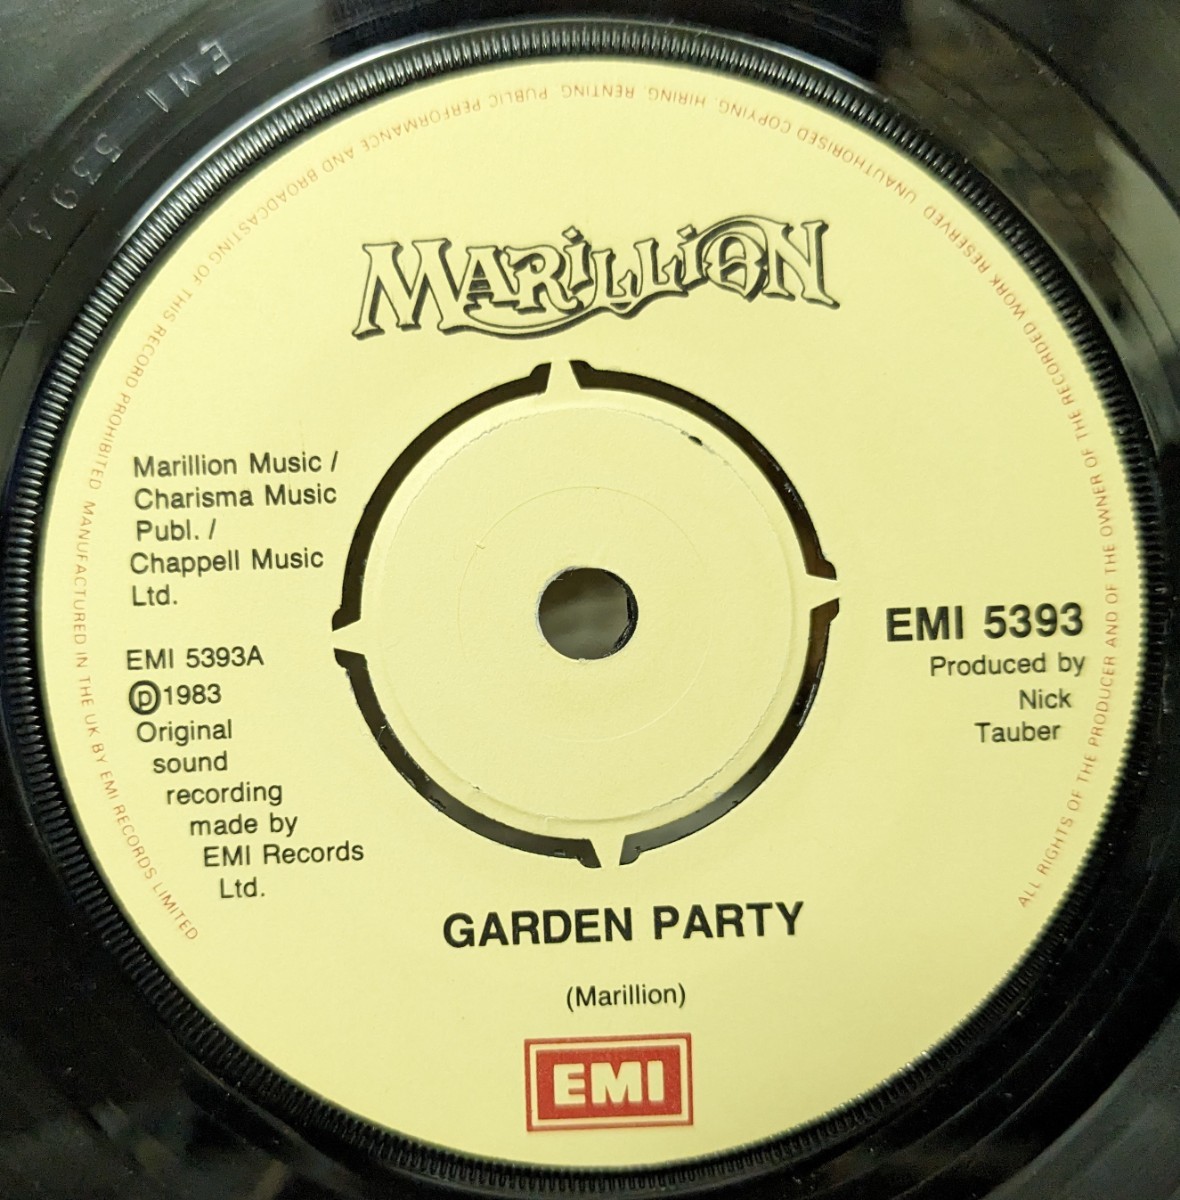 MARILLION
Marillion Music /
Charisma Music
Publ. /
Chappell Music
Ltd.
EMI 5393A
Ⓟ1983
Original
sound
recording
made by
EMI Records
Ltd.
EMI 5393
Produced by
Nick
Tauber
GARDEN PARTY
(Marillion)
EMI
ALL RIGHTS OF THE PRODUCER AND OF THE OWNER OF THE RECORDED WORK RESERVED UNAUTHORISED COPYING, HIRING, RENTING, PUBLIC PERFORMANCE AND BROADCASTING OF THIS RECORD PROHIBITED MANUFACTURED IN THE UK BY EMI RECORDS LIMITED
EMI 5393 A